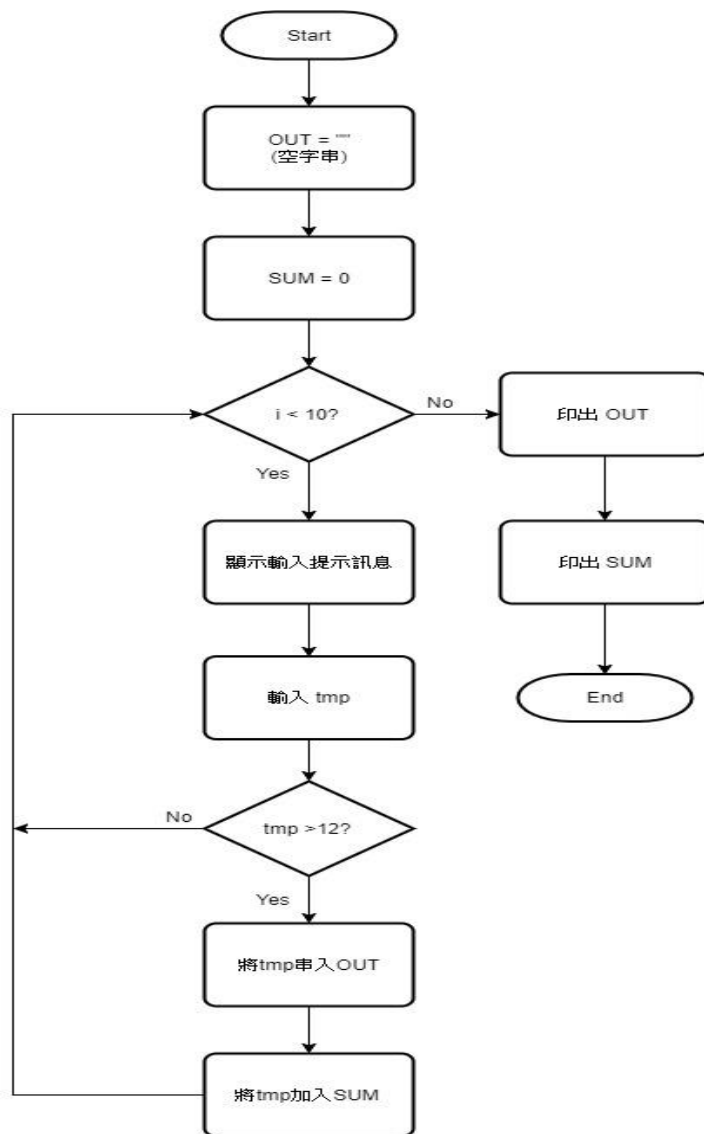 Start
OUT = ""
(空字串)
SUM = 0
i < 10?
No
印出 OUT
Yes
顯示輸入提示訊息
印出 SUM
輸入 tmp
End
No
tmp >12?
Yes
將tmp串入OUT
將tmp加入SUM